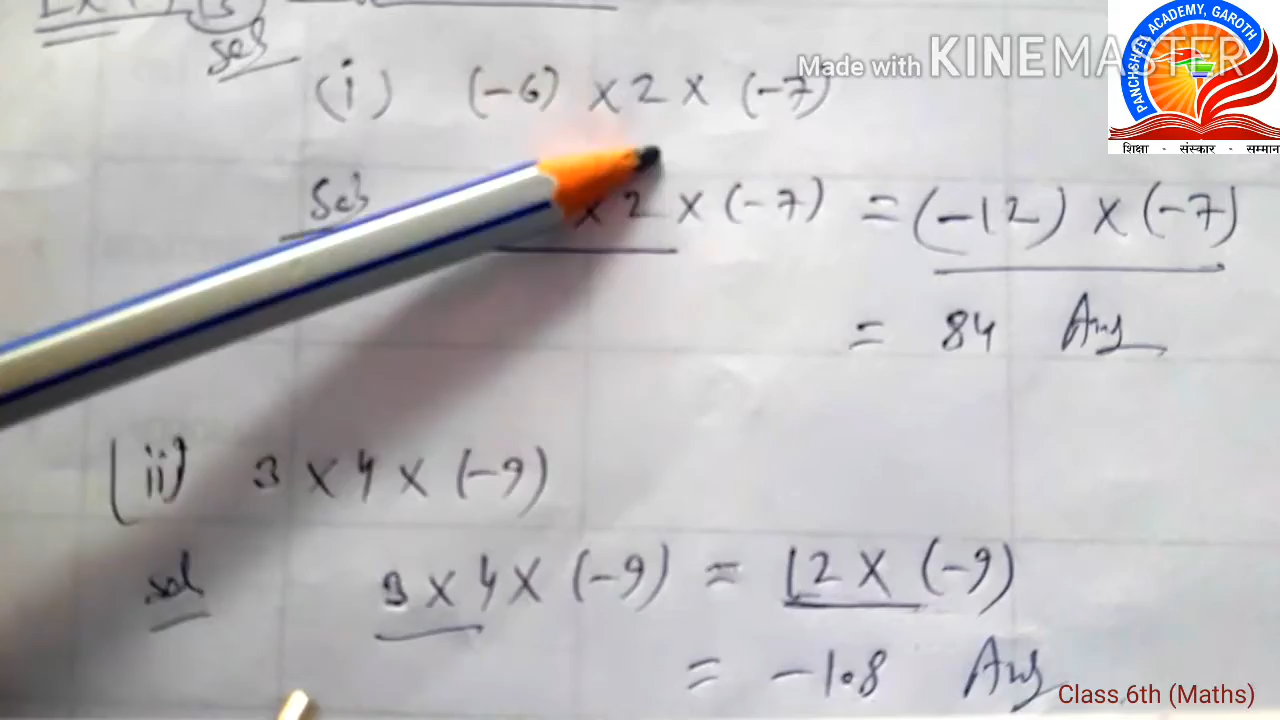 Sol
Made with KINEMASTER
PANCHSHEEL ACADEMY, GAROTH
शिक्षा - संस्कार - सम्मान
(i) (-6) × 2 × (-7)
Sol × 2 × (-7) = (-12) × (-7)
= 84 Ans
(ii) 3 × 4 × (-9)
sol 3 × 4 × (-9) = 12 × (-9)
= -108 Ans
Class 6th (Maths)